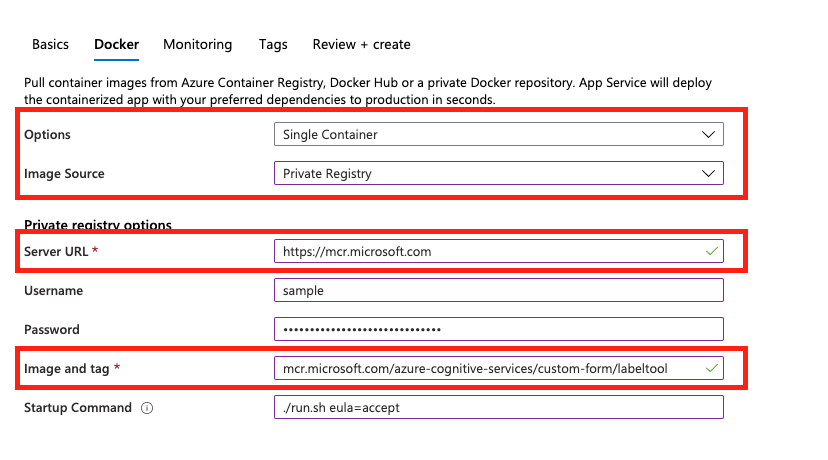 Basics Docker Monitoring Tags Review + create
Pull container images from Azure Container Registry, Docker Hub or a private Docker repository. App Service will deploy
the containerized app with your preferred dependencies to production in seconds.
Options Single Container
Image Source Private Registry
Private registry options
Server URL * https://mcr.microsoft.com
Username sample
Password ••••••••••••••••••••••••••••••
Image and tag * mcr.microsoft.com/azure-cognitive-services/custom-form/labeltool
Startup Command ./run.sh eula=accept